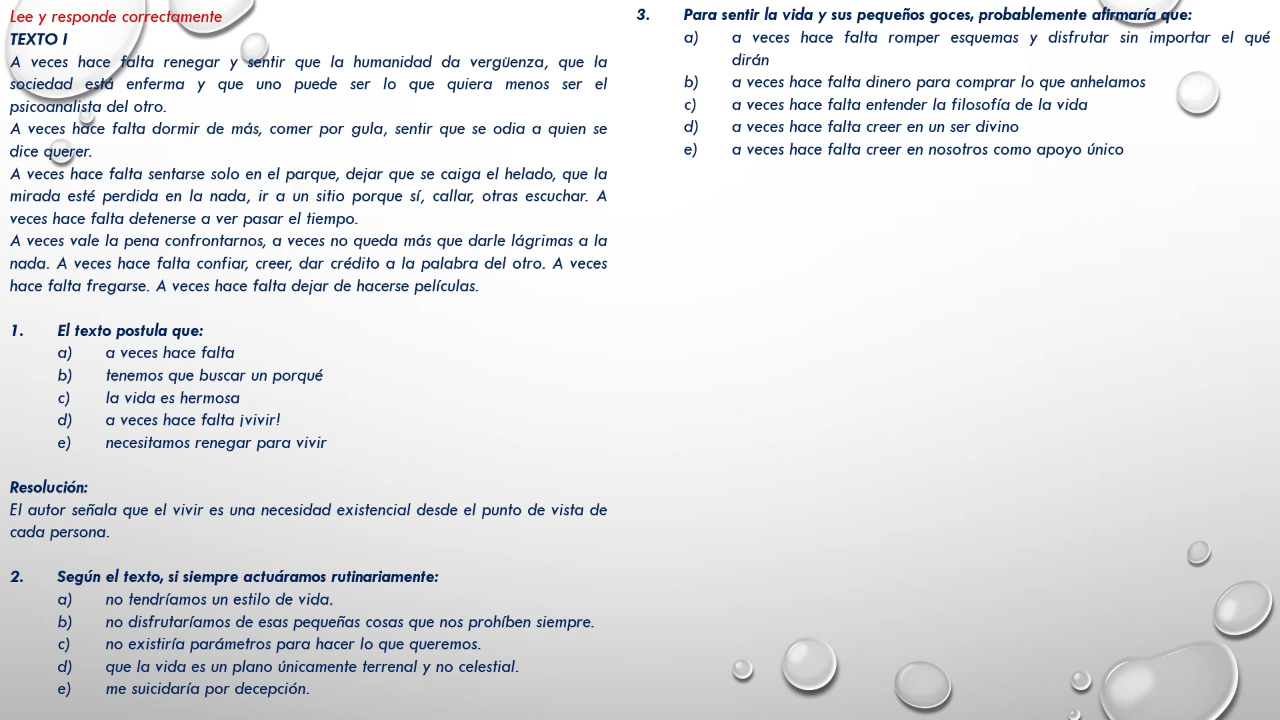 Lee y responde correctamente
TEXTO I
A veces hace falta renegar y sentir que la humanidad da vergüenza, que la
sociedad está enferma y que uno puede ser lo que quiera menos ser el
psicoanalista del otro.
A veces hace falta dormir de más, comer por gula, sentir que se odia a quien se
dice querer.
A veces hace falta sentarse solo en el parque, dejar que se caiga el helado, que la
mirada esté perdida en la nada, ir a un sitio porque sí, callar, otras escuchar. A
veces hace falta detenerse a ver pasar el tiempo.
A veces vale la pena confrontarnos, a veces no queda más que darle lágrimas a la
nada. A veces hace falta confiar, creer, dar crédito a la palabra del otro. A veces
hace falta fregarse. A veces hace falta dejar de hacerse películas.
1. El texto postula que:
a) a veces hace falta
b) tenemos que buscar un porqué
c) la vida es hermosa
d) a veces hace falta ¡vivir!
e) necesitamos renegar para vivir
Resolución:
El autor señala que el vivir es una necesidad existencial desde el punto de vista de
cada persona.
2. Según el texto, si siempre actuáramos rutinariamente:
a) no tendríamos un estilo de vida.
b) no disfrutaríamos de esas pequeñas cosas que nos prohíben siempre.
c) no existiría parámetros para hacer lo que queremos.
d) que la vida es un plano únicamente terrenal y no celestial.
e) me suicidaría por decepción.
3. Para sentir la vida y sus pequeños goces, probablemente afirmaría que:
a) a veces hace falta romper esquemas y disfrutar sin importar el qué
dirán
b) a veces hace falta dinero para comprar lo que anhelamos
c) a veces hace falta entender la filosofía de la vida
d) a veces hace falta creer en un ser divino
e) a veces hace falta creer en nosotros como apoyo único